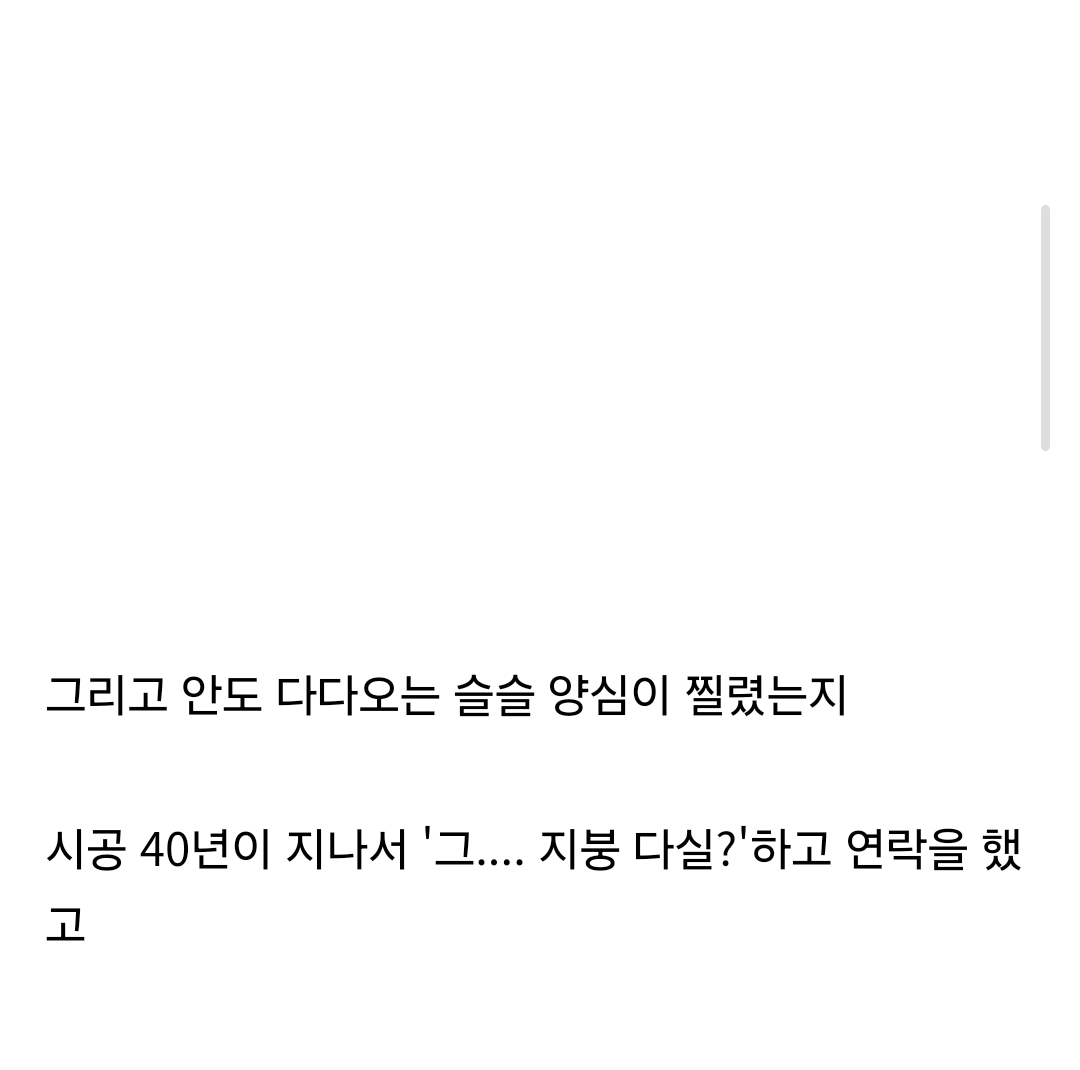 그리고 안도 다다오는 슬슬 양심이 찔렸는지
시공 40년이 지나서 '그.... 지붕 다실?'하고 연락을 했
고